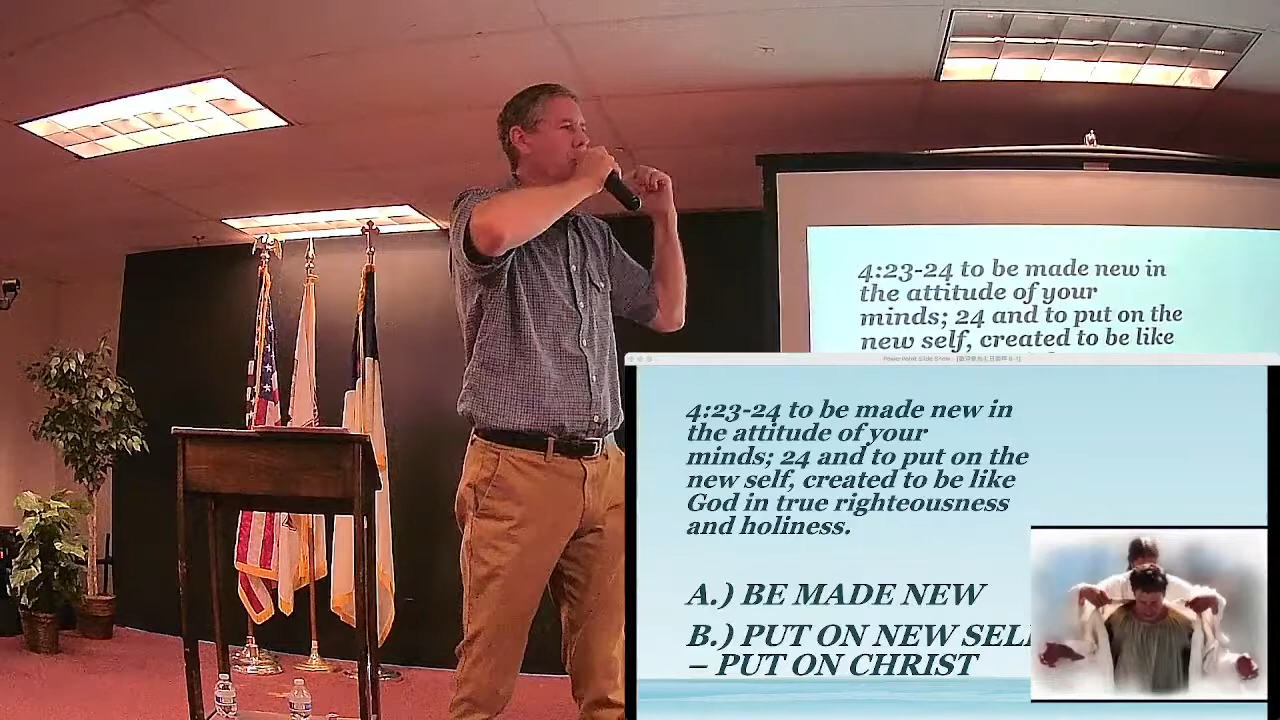 4:23-24 to be made new in
the attitude of your
minds; 24 and to put on the
new self, created to be like
PowerPoint Slide Show - [
4:23-24 to be made new in
the attitude of your
minds; 24 and to put on the
new self, created to be like
God in true righteousness
and holiness.
A.) BE MADE NEW
B.) PUT ON NEW SEL
– PUT ON CHRIST